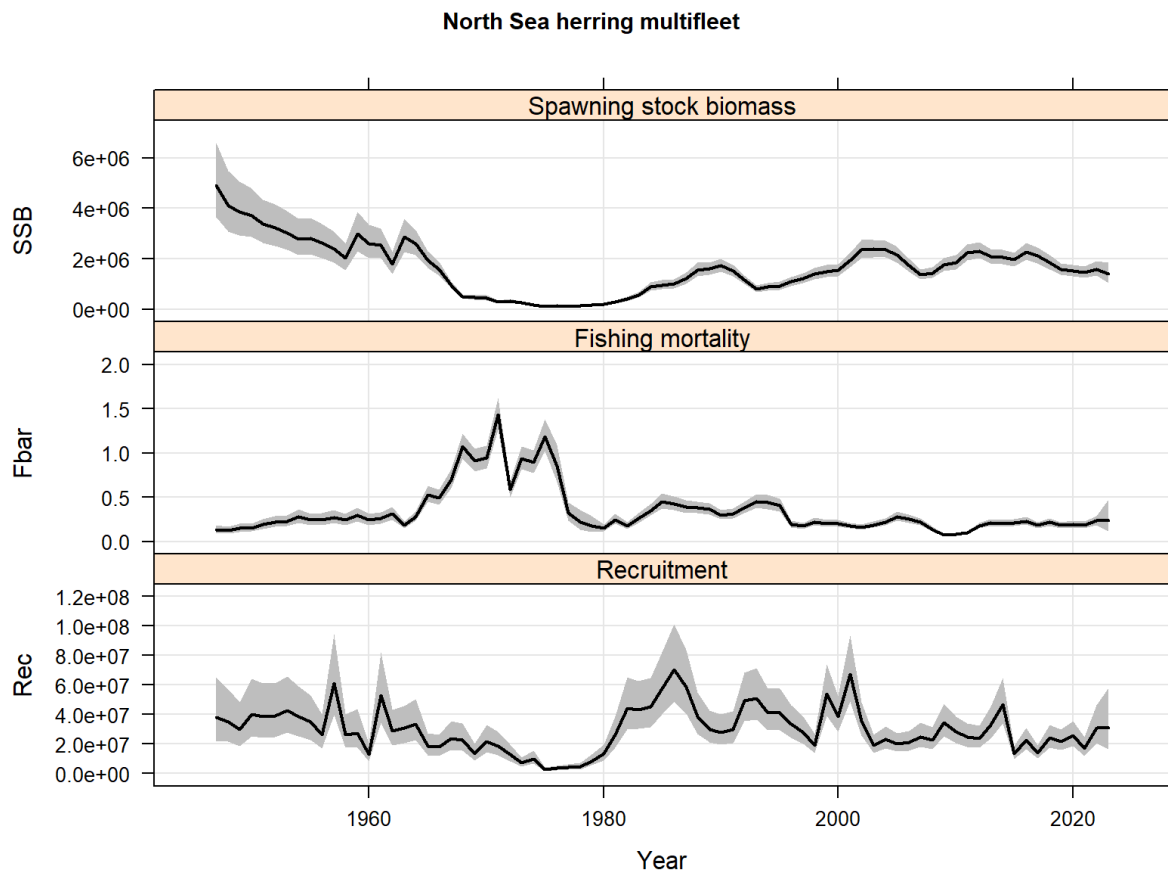 North Sea herring multifleet
Spawning stock biomass
6e+06
4e+06
2e+06
0e+00
SSB
Fishing mortality
2.0
1.5
1.0
0.5
0.0
Fbar
Recruitment
1.2e+08
1.0e+08
8.0e+07
6.0e+07
4.0e+07
2.0e+07
0.0e+00
Rec
1960 1980 2000 2020
Year